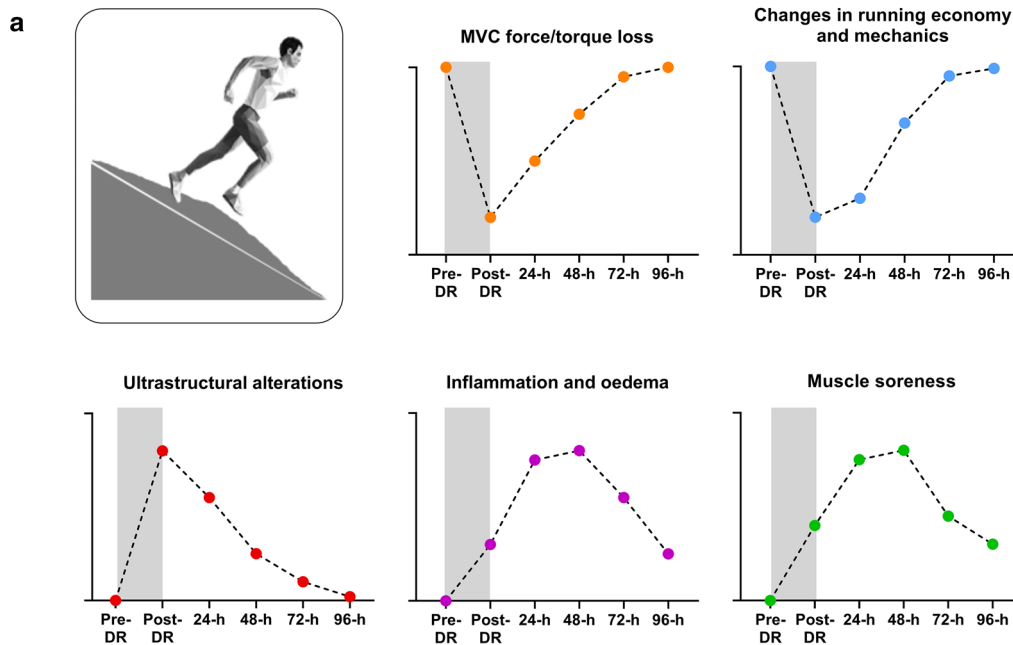 a
MVC force/torque loss
Changes in running economy
and mechanics
Pre-
DR
Post-
DR
24-h
48-h
72-h
96-h
Pre-
DR
Post-
DR
24-h
48-h
72-h
96-h
Ultrastructural alterations
Inflammation and oedema
Muscle soreness
Pre-
DR
Post-
DR
24-h
48-h
72-h
96-h
Pre-
DR
Post-
DR
24-h
48-h
72-h
96-h
Pre-
DR
Post-
DR
24-h
48-h
72-h
96-h